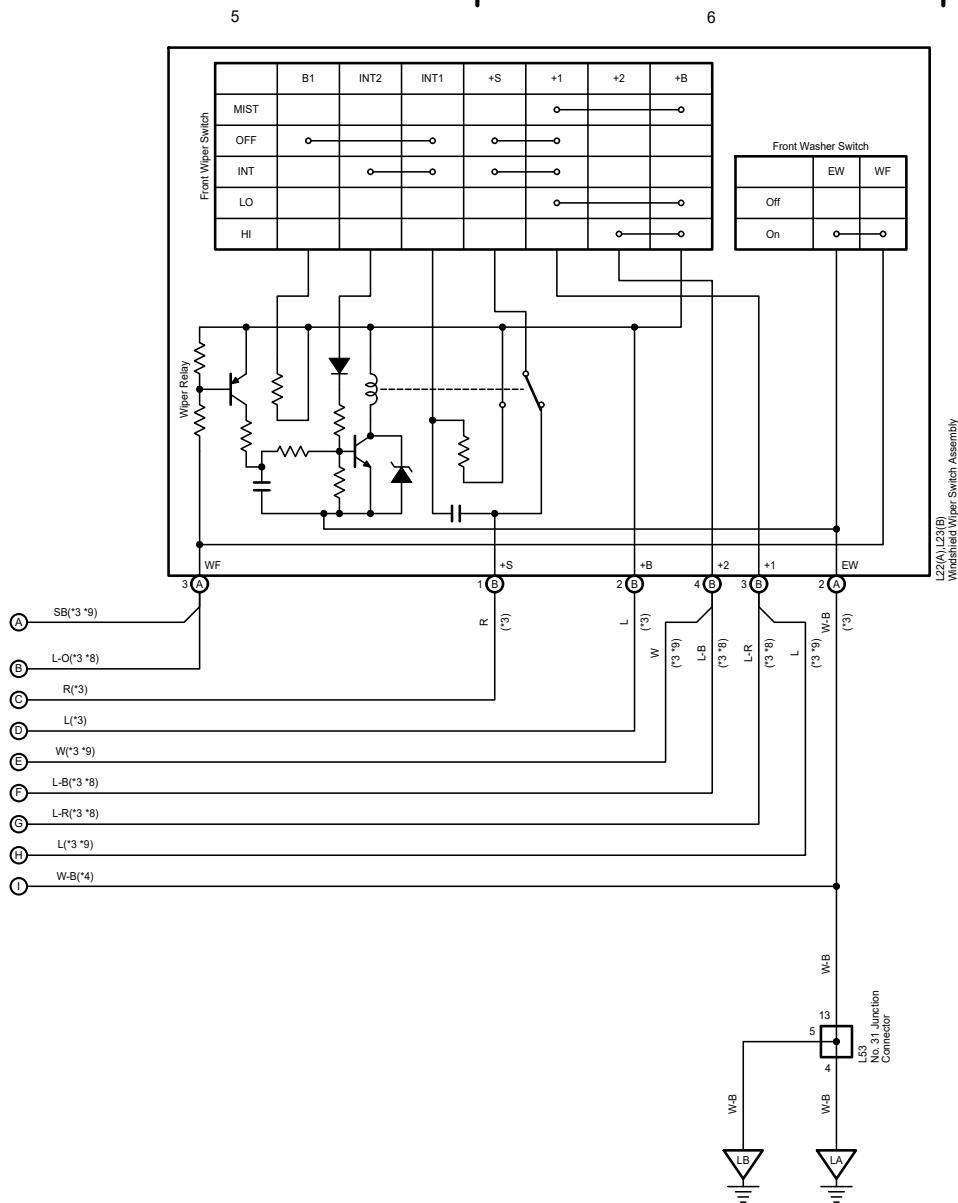 5 6
B1 INT2 INT1 +S +1 +2 +B
MIST
OFF
INT
LO
HI
Front Wiper Switch
Front Washer Switch
EW WF
Off
On
Wiper Relay
L22(A),L23(B)
Windshield Wiper Switch Assembly
WF +S +B +2 +1 EW
3 A 1 B 2 B 4 B 3 B 2 A
R (*3)
L (*3)
W (*3 *9)
L-B (*3 *8)
L-R (*3 *8)
L (*3 *9)
W-B (*3)
A SB(*3 *9)
B L-O(*3 *8)
C R(*3)
D L(*3)
E W(*3 *9)
F L-B(*3 *8)
G L-R(*3 *8)
H L(*3 *9)
I W-B(*4)
W-B
13
5
4
L53
No. 31 Junction
Connector
W-B W-B
LB LA